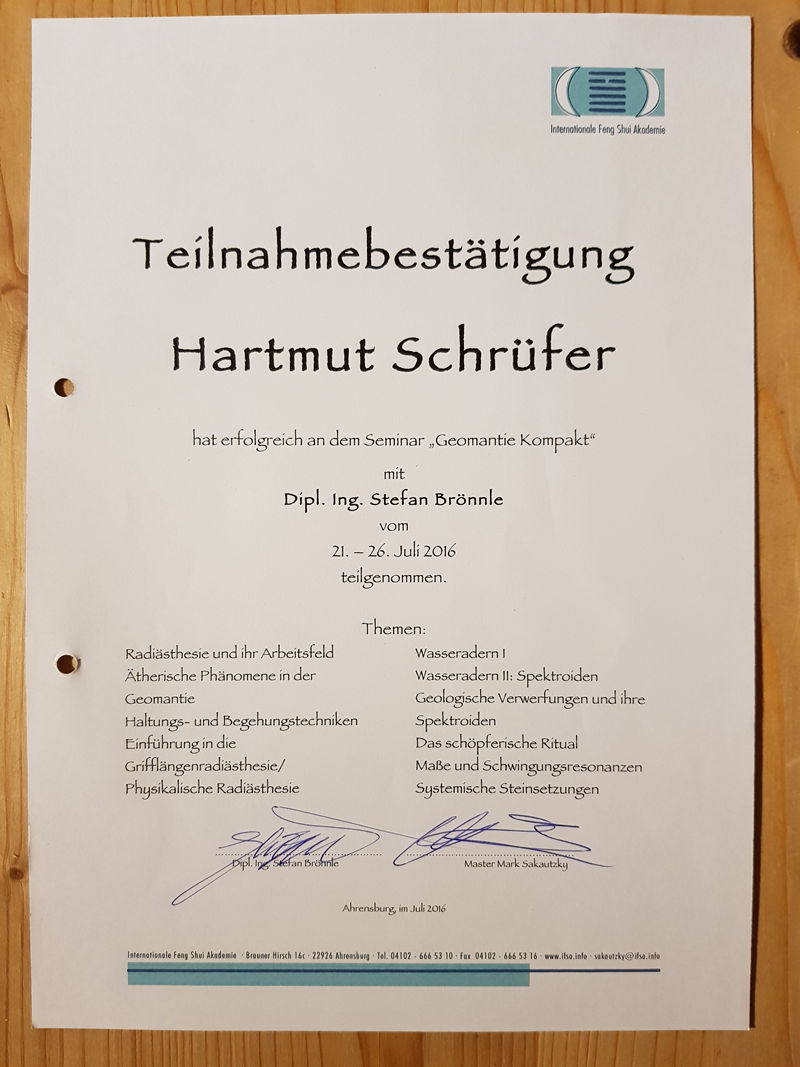 Internationale Feng Shui Akademie
Teilnahmebestätigung
Hartmut Schrüfer
hat erfolgreich an dem Seminar „Geomantie Kompakt“
mit
Dipl. Ing. Stefan Brönnle
vom
21. – 26. Juli 2016
teilgenommen.
Themen:
Radiästhesie und ihr Arbeitsfeld
Ätherische Phänomene in der
Geomantie
Haltungs- und Begehungstechniken
Einführung in die
Grifflängenradiästhesie/
Physikalische Radiästhesie
Wasseradern I
Wasseradern II: Spektroiden
Geologische Verwerfungen und ihre
Spektroiden
Das schöpferische Ritual
Maße und Schwingungsresonanzen
Systemische Steinsetzungen
Dipl. Ing. Stefan Brönnle
Master Mark Sakautzky
Ahrensburg, im Juli 2016
Internationale Feng Shui Akademie · Brauner Hirsch 16c · 22926 Ahrensburg · Tel. 04102 - 666 53 10 · Fax 04102 - 666 53 16 · www.ifsa.info · sakautzky@ifsa.info